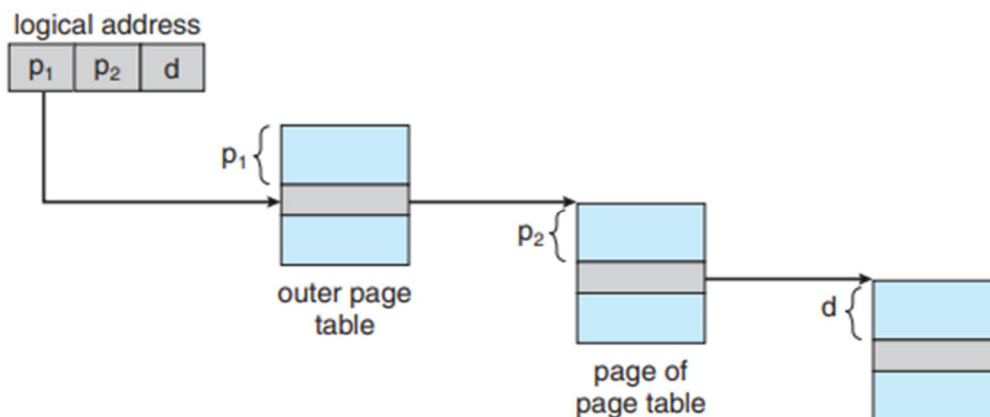 logical address
p₁ p₂ d
p₁
outer page
table
p₂
page of
page table
d